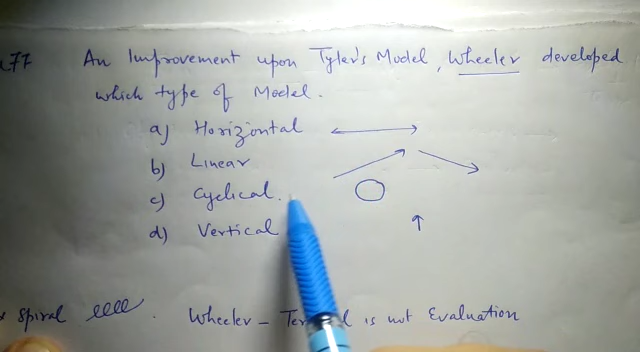 77 An Improvement upon Tyler's Model, Wheeler developed
which type of Model.
a) Horizontal
b) Linear
c) Cyclical.
d) Vertical
Spiral . Wheeler - is not Evaluation